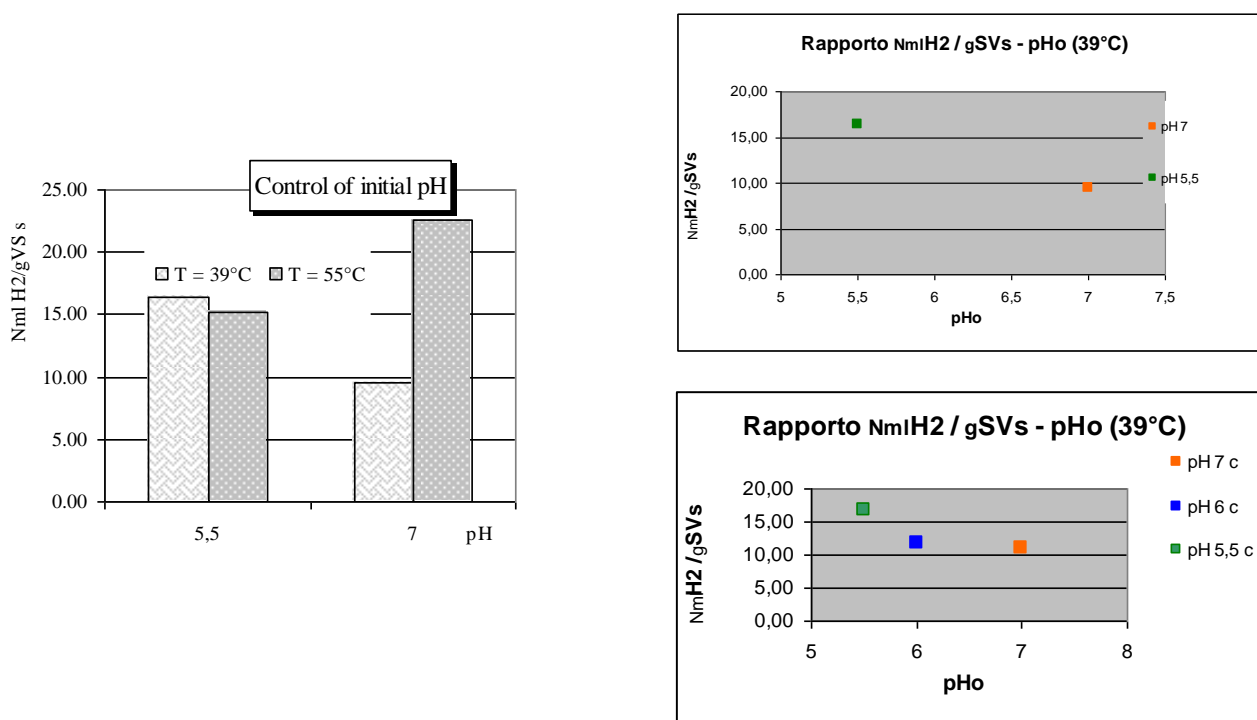 Control of initial pH
Nml H2/gVS s
25.00
20.00
15.00
10.00
5.00
0.00
T = 39°C T = 55°C
5,5 7 pH
Rapporto NmlH2 / gSVs - pHo (39°C)
NmlH2 /gSVs
20,00
15,00
10,00
5,00
0,00
5 5,5 6 6,5 7 7,5
pHo
pH 7
pH 5,5
Rapporto NmlH2 / gSVs - pHo (39°C)
NmlH2 /gSVs
20,00
15,00
10,00
5,00
0,00
5 6 7 8
pHo
pH 7 c
pH 6 c
pH 5,5 c